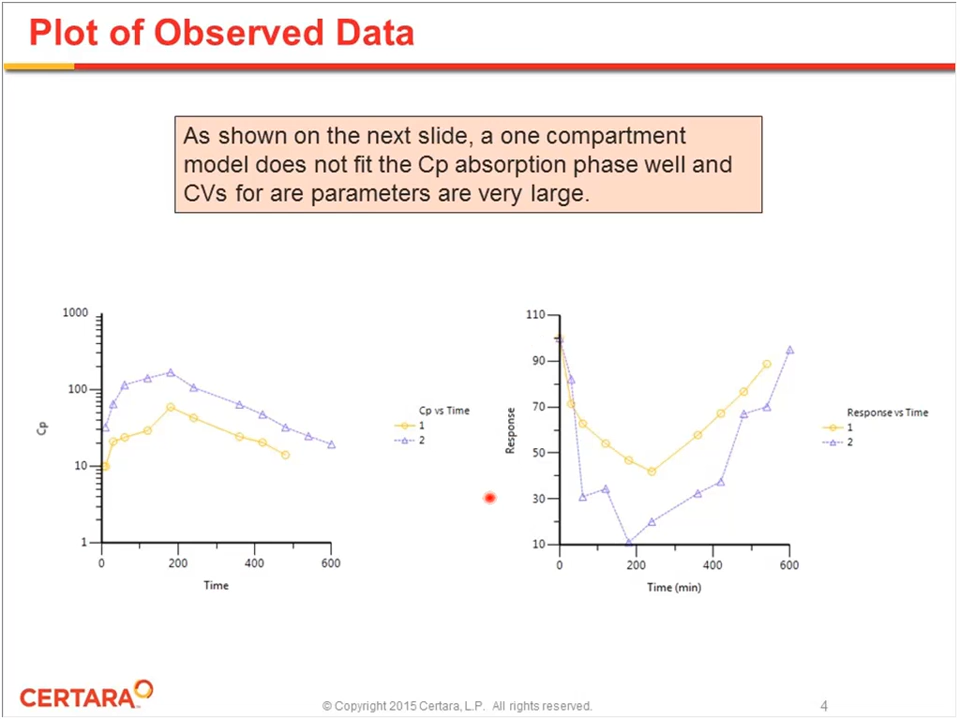 Plot of Observed Data
As shown on the next slide, a one compartment
model does not fit the Cp absorption phase well and
CVs for are parameters are very large.
1000
100
10
1
Cp
0
200
400
600
Time
Cp vs Time
1
2
110
90
70
50
30
10
Response
0
200
400
600
Time (min)
Response vs Time
1
2
CERTARA
© Copyright 2015 Certara, L.P. All rights reserved.
4